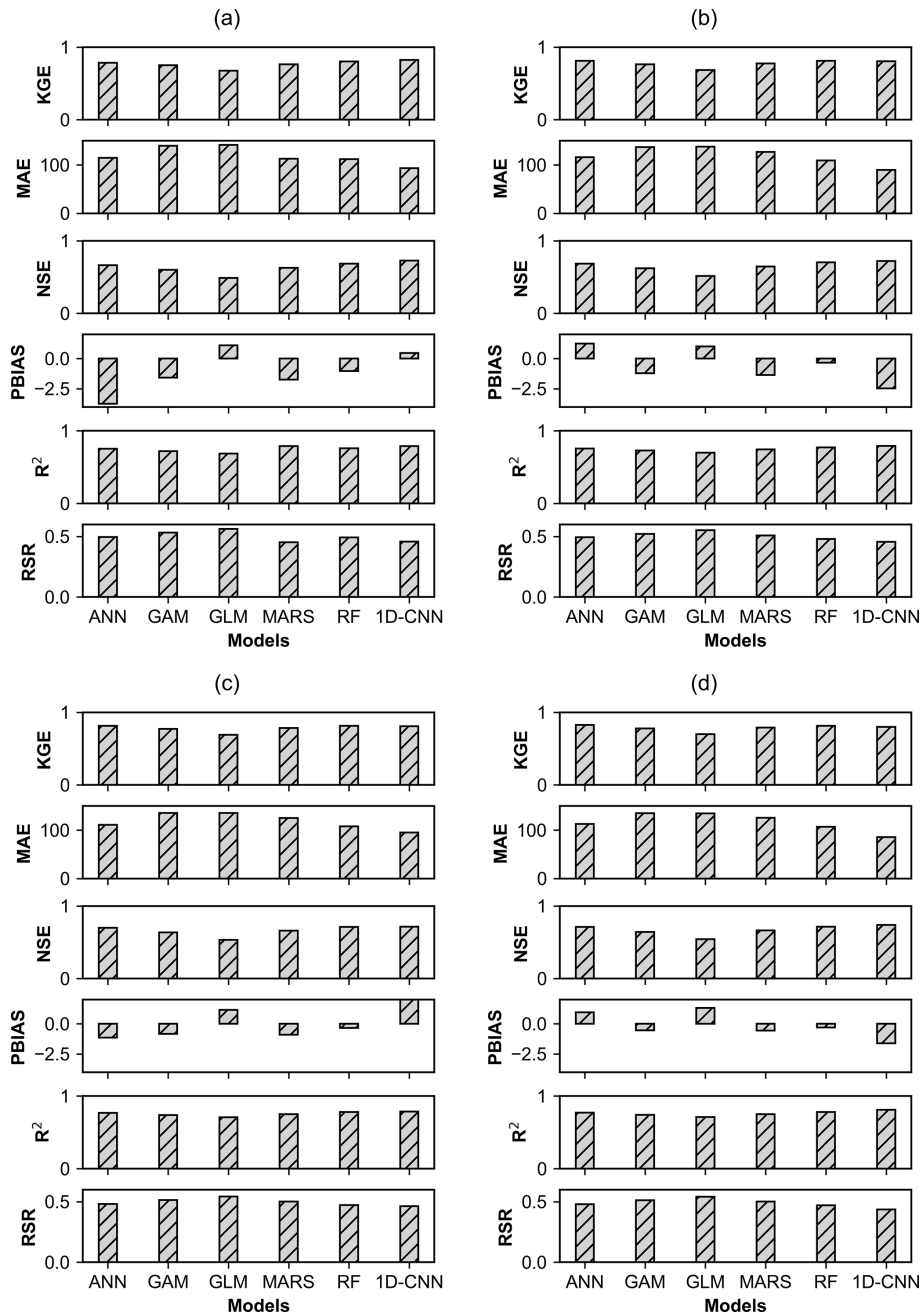 (a)
1
KGE
0
100
MAE
0
1
NSE
0
0.0
PBIAS
−2.5
1
R²
0
0.5
RSR
0.0
ANN GAM GLM MARS RF 1D-CNN
Models
(b)
1
KGE
0
100
MAE
0
1
NSE
0
0.0
PBIAS
−2.5
1
R²
0
0.5
RSR
0.0
ANN GAM GLM MARS RF 1D-CNN
Models
(c)
1
KGE
0
100
MAE
0
1
NSE
0
0.0
PBIAS
−2.5
1
R²
0
0.5
RSR
0.0
ANN GAM GLM MARS RF 1D-CNN
Models
(d)
1
KGE
0
100
MAE
0
1
NSE
0
0.0
PBIAS
−2.5
1
R²
0
0.5
RSR
0.0
ANN GAM GLM MARS RF 1D-CNN
Models